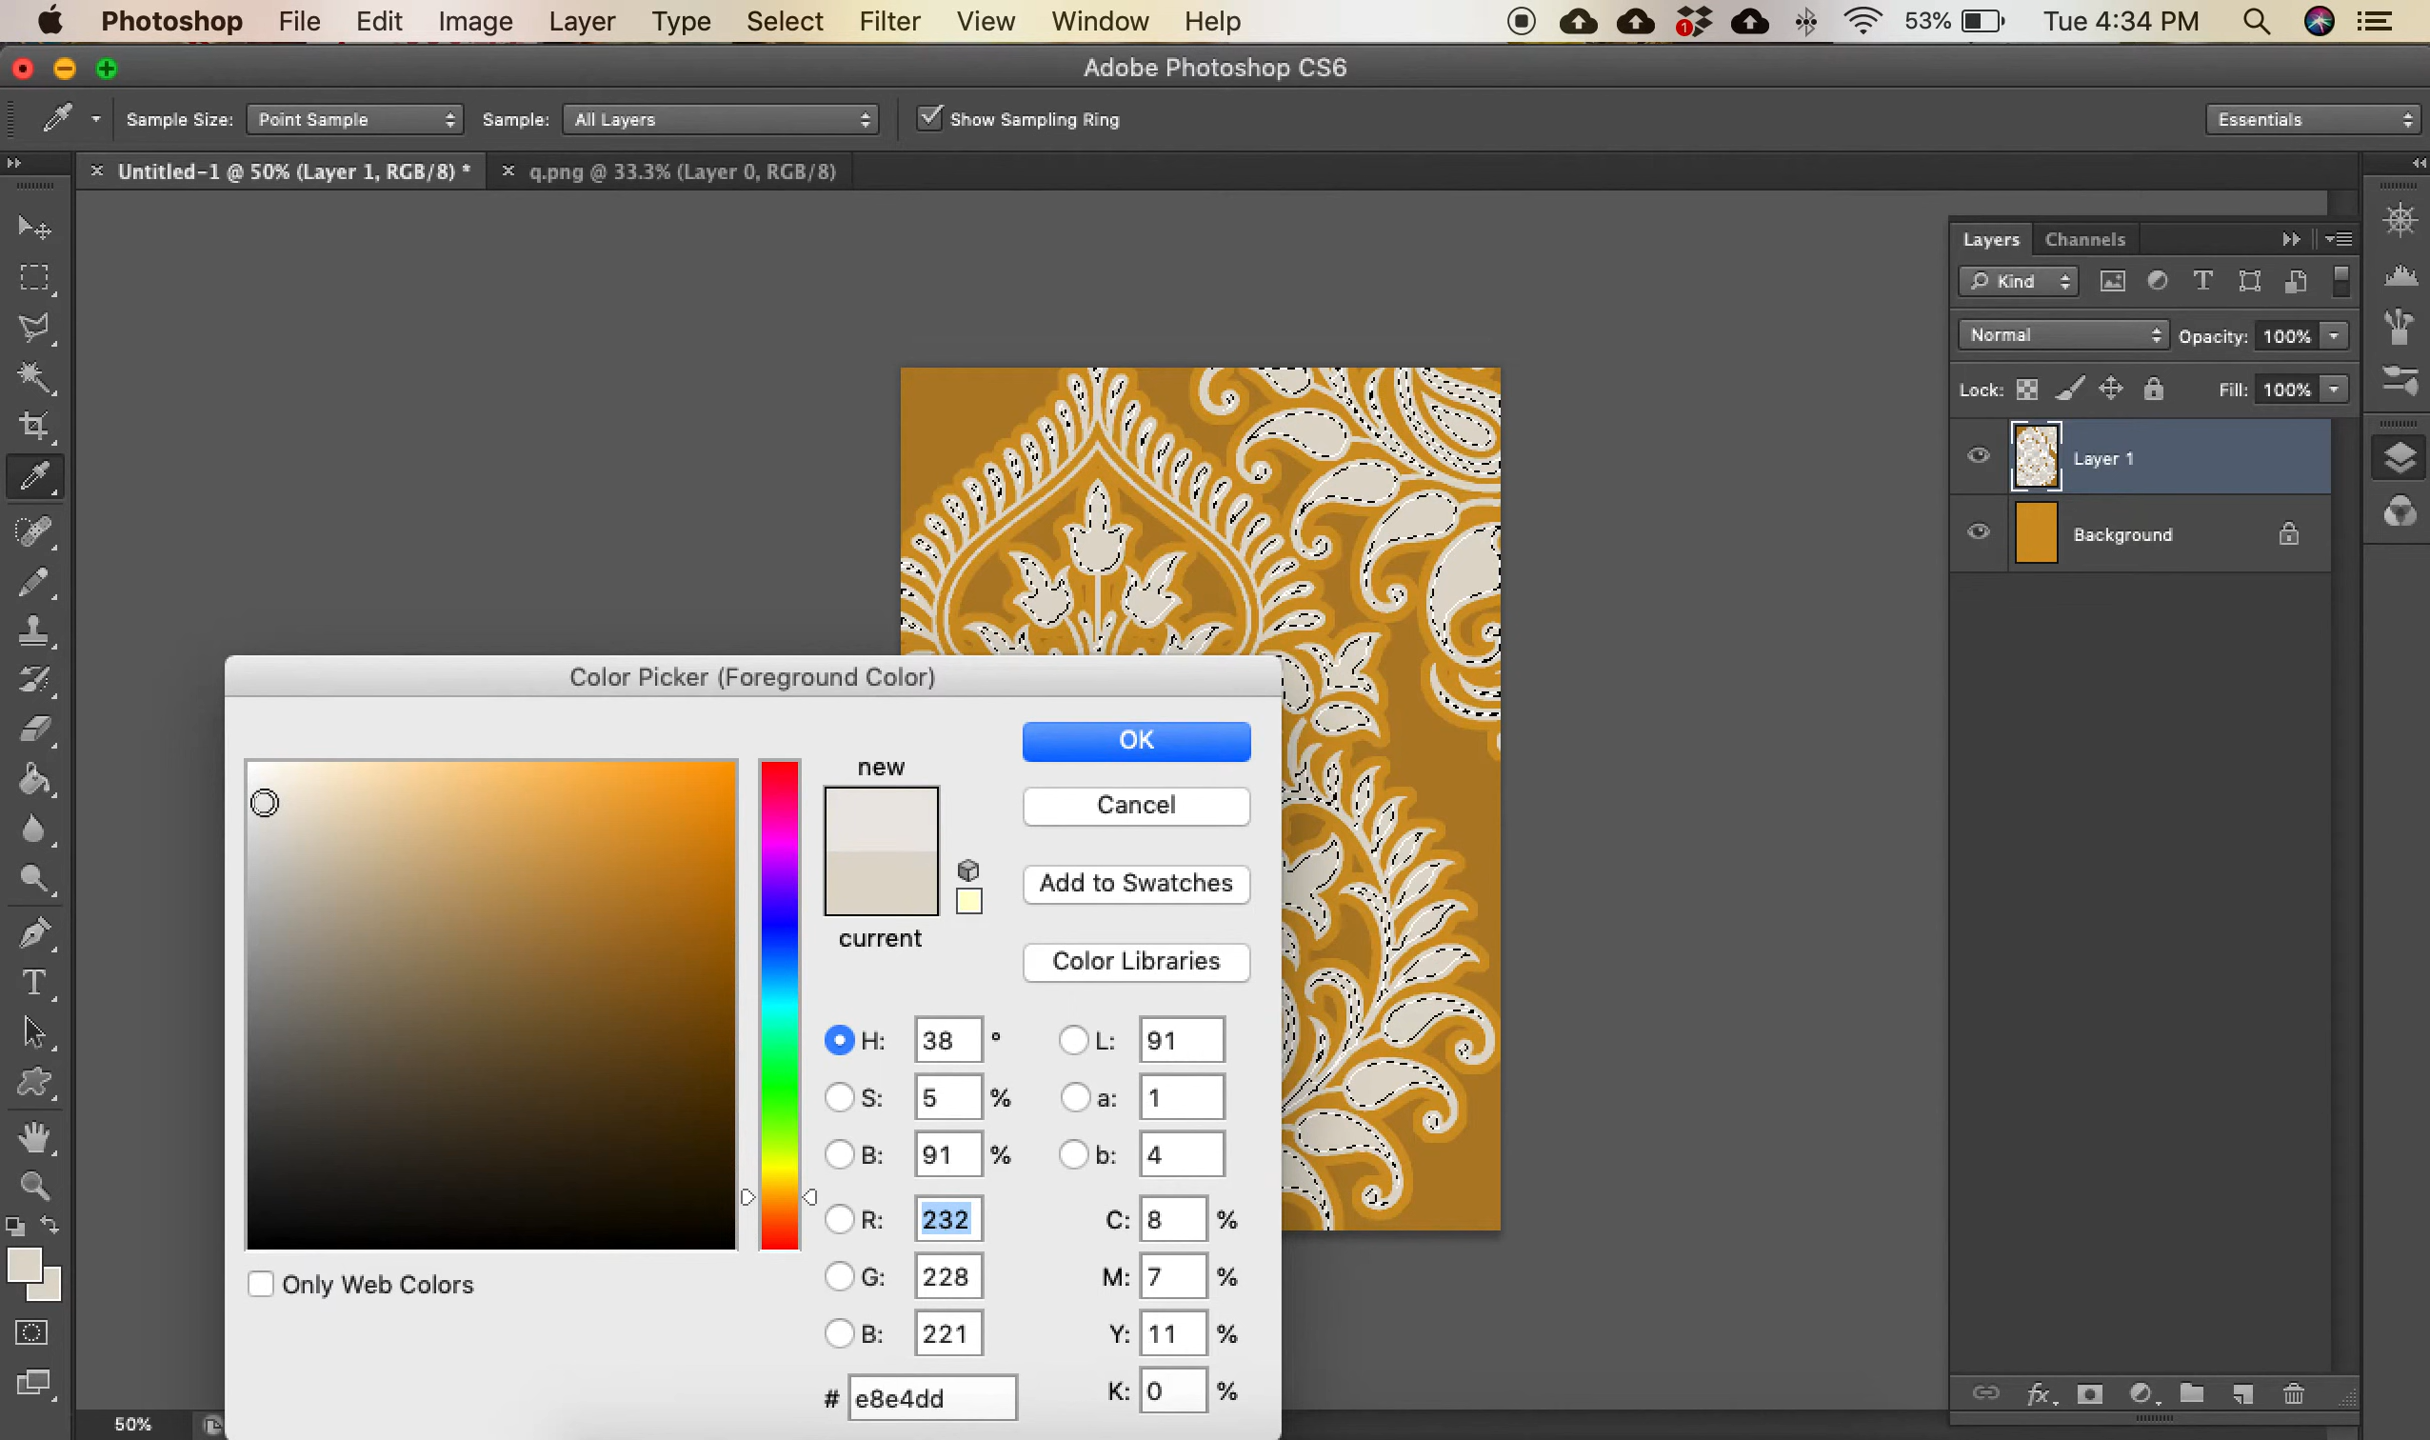 Photoshop File Edit Image Layer Type Select Filter View Window Help 1 53% Tue 4:34 PM
Adobe Photoshop CS6
Sample Size: Point Sample Sample: All Layers Show Sampling Ring Essentials
Untitled-1 @ 50% (Layer 1, RGB/8) * q.png @ 33.3% (Layer 0, RGB/8)
Layers Channels
Kind
Normal Opacity: 100%
Lock: Fill: 100%
Layer 1
Background
Color Picker (Foreground Color)
OK
new
Cancel
Add to Swatches
current
Color Libraries
H: 38 ° L: 91
S: 5 % a: 1
B: 91 % b: 4
R: 232 C: 8 %
G: 228 M: 7 %
B: 221 Y: 11 %
# e8e4dd K: 0 %
Only Web Colors
50%